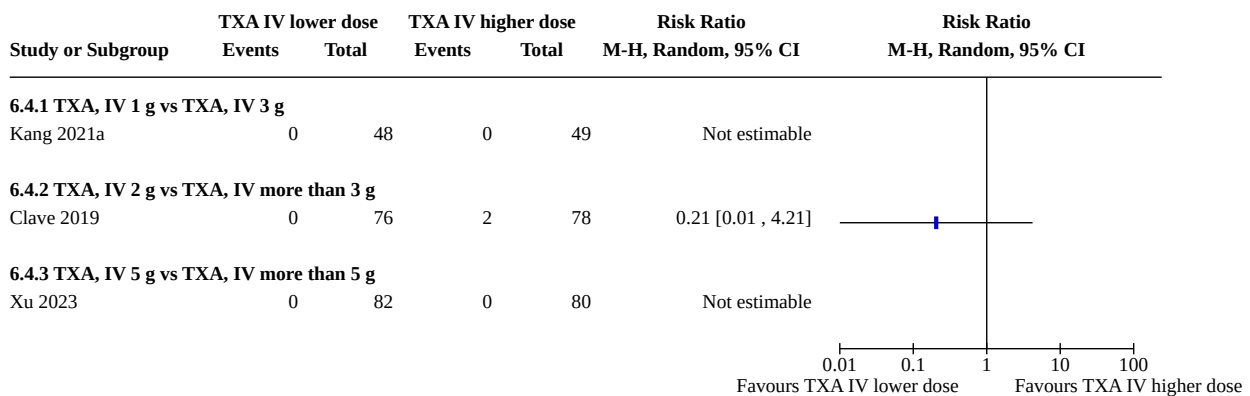 TXA IV lower dose TXA IV higher dose Risk Ratio Risk Ratio
Study or Subgroup Events Total Events Total M-H, Random, 95% CI M-H, Random, 95% CI
6.4.1 TXA, IV 1 g vs TXA, IV 3 g
Kang 2021a 0 48 0 49 Not estimable
6.4.2 TXA, IV 2 g vs TXA, IV more than 3 g
Clave 2019 0 76 2 78 0.21 [0.01 , 4.21]
6.4.3 TXA, IV 5 g vs TXA, IV more than 5 g
Xu 2023 0 82 0 80 Not estimable
0.01 0.1 1 10 100
Favours TXA IV lower dose Favours TXA IV higher dose